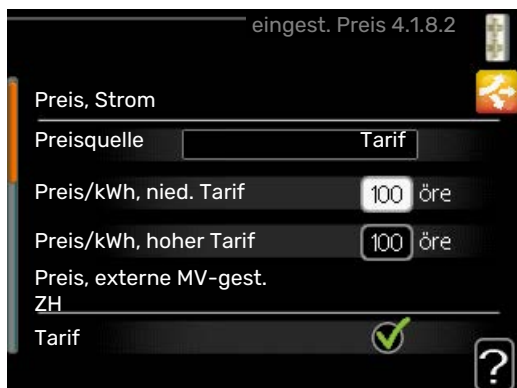 eingest. Preis 4.1.8.2
Preis, Strom
Preisquelle Tarif
Preis/kWh, nied. Tarif 100 öre
Preis/kWh, hoher Tarif 100 öre
Preis, externe MV-gest.
ZH
Tarif
?